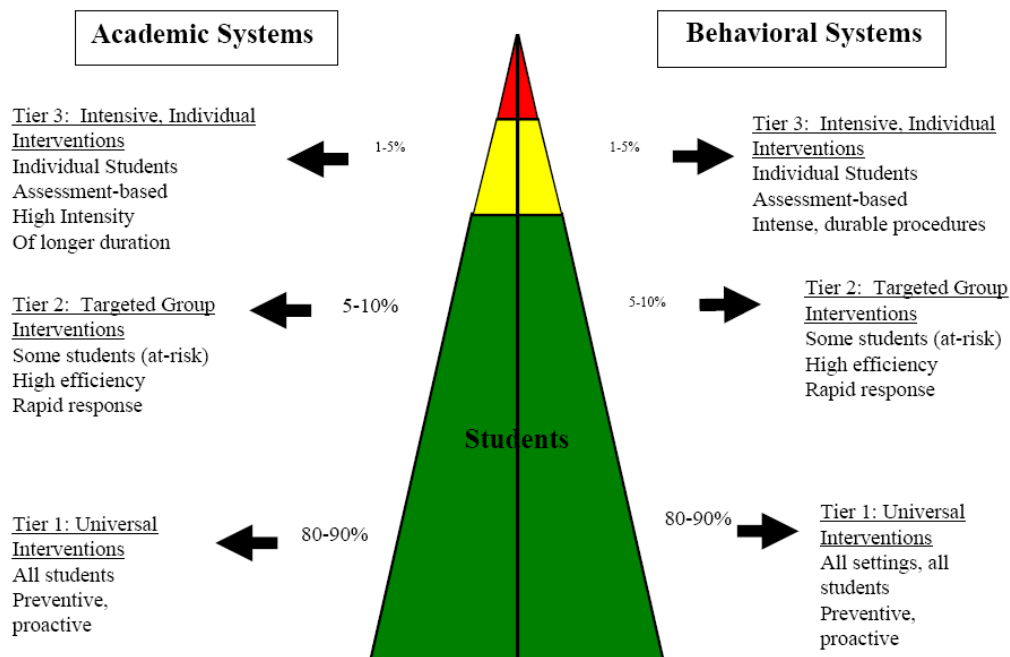 Academic Systems
Behavioral Systems
Tier 3:  Intensive, Individual
Interventions
Individual Students
Assessment-based
High Intensity
Of longer duration
1-5%
1-5%
Tier 3:  Intensive, Individual
Interventions
Individual Students
Assessment-based
Intense, durable procedures
Tier 2:  Targeted Group
Interventions
Some students (at-risk)
High efficiency
Rapid response
5-10%
5-10%
Tier 2:  Targeted Group
Interventions
Some students (at-risk)
High efficiency
Rapid response
Students
Tier 1: Universal
Interventions
All students
Preventive,
proactive
80-90%
80-90%
Tier 1: Universal
Interventions
All settings, all
students
Preventive,
proactive